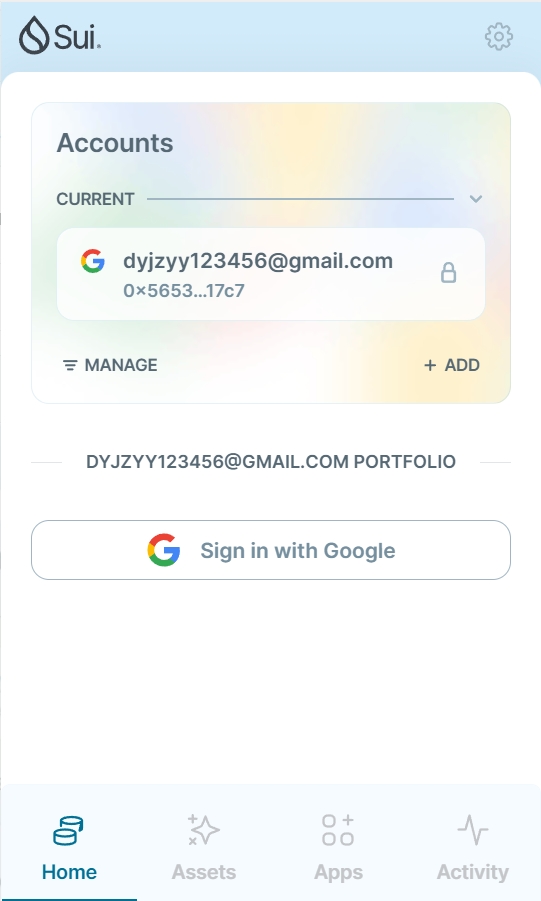 Sui.
Accounts
CURRENT
dyjzyy123456@gmail.com
0×5653...17c7
MANAGE
+ ADD
DYJZYY123456@GMAIL.COM PORTFOLIO
Sign in with Google
Home
Assets
Apps
Activity